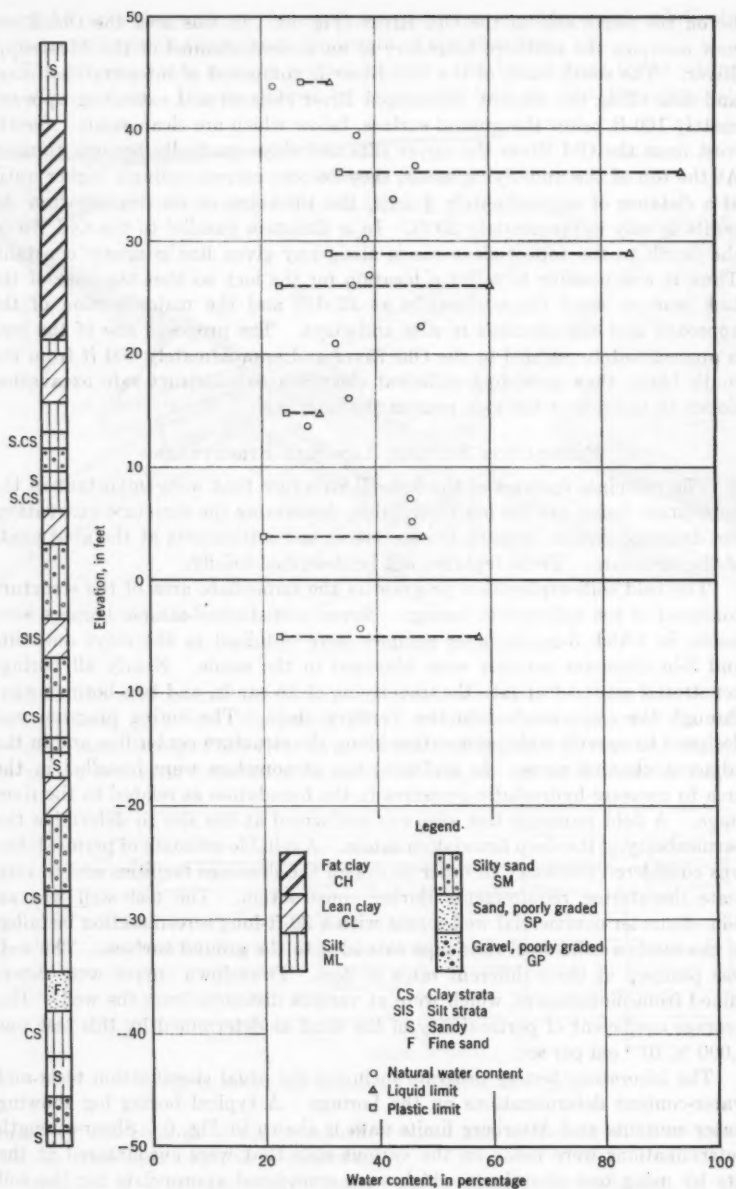 50
40
30
20
10
0
-10
-20
-30
-40
-50
Elevation, in feet
S
S.CS
S
S.CS
SIS
CS
S
CS
F
CS
S
S
Legend
Fat clay
CH
Lean clay
CL
Silt
ML
Silty sand
SM
Sand, poorly graded
SP
Gravel, poorly graded
GP
CS Clay strata
SIS Silt strata
S Sandy
F Fine sand
Natural water content
Liquid limit
Plastic limit
0
20
40
60
80
100
Water content, in percentage